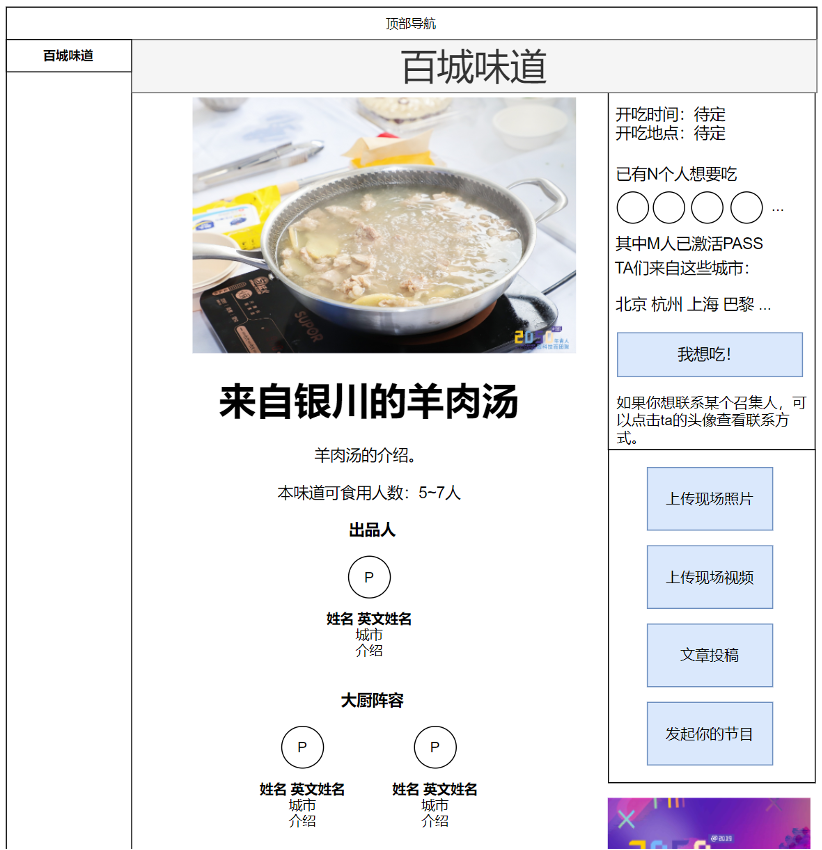 顶部导航
百城味道
百城味道
SUPOR
来自银川的羊肉汤
羊肉汤的介绍。
本味道可食用人数：5~7人
出品人
P
姓名 英文姓名
城市
介绍
大厨阵容
P P
姓名 英文姓名 姓名 英文姓名
城市 城市
介绍 介绍
开吃时间：待定
开吃地点：待定
已有N个人想要吃
...
其中M人已激活PASS
TA们来自这些城市：
北京 杭州 上海 巴黎 ...
我想吃！
如果你想联系某个召集人，可
以点击ta的头像查看联系方
式。
上传现场照片
上传现场视频
文章投稿
发起你的节目